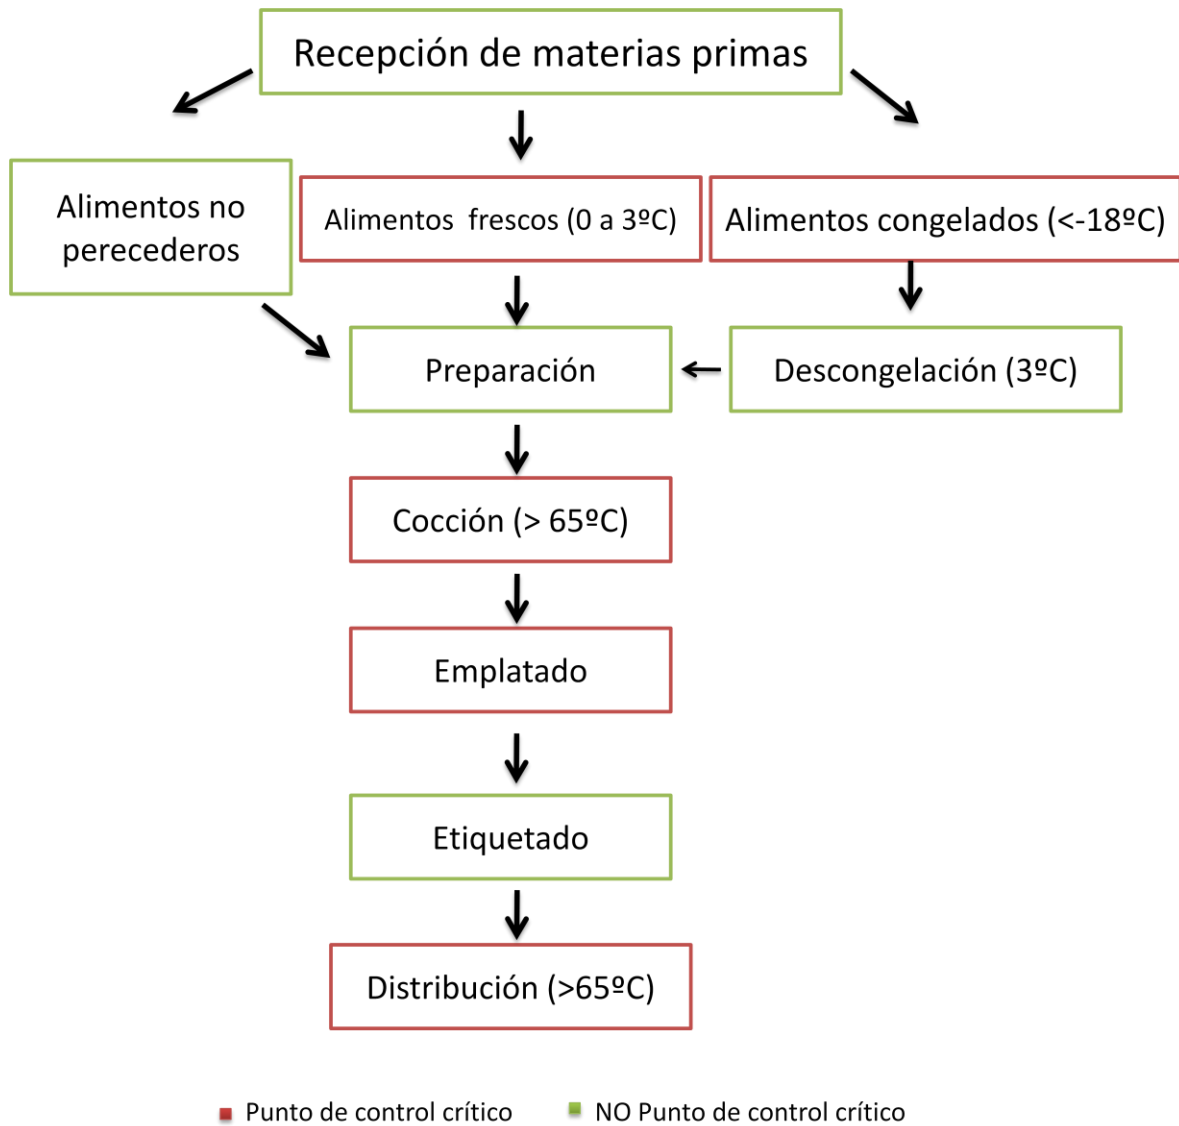 Recepción de materias primas
Alimentos no
perecederos
Alimentos frescos (0 a 3ºC)
Alimentos congelados (<-18ºC)
Preparación
Descongelación (3ºC)
Cocción (> 65ºC)
Emplatado
Etiquetado
Distribución (>65ºC)
Punto de control crítico
NO Punto de control crítico